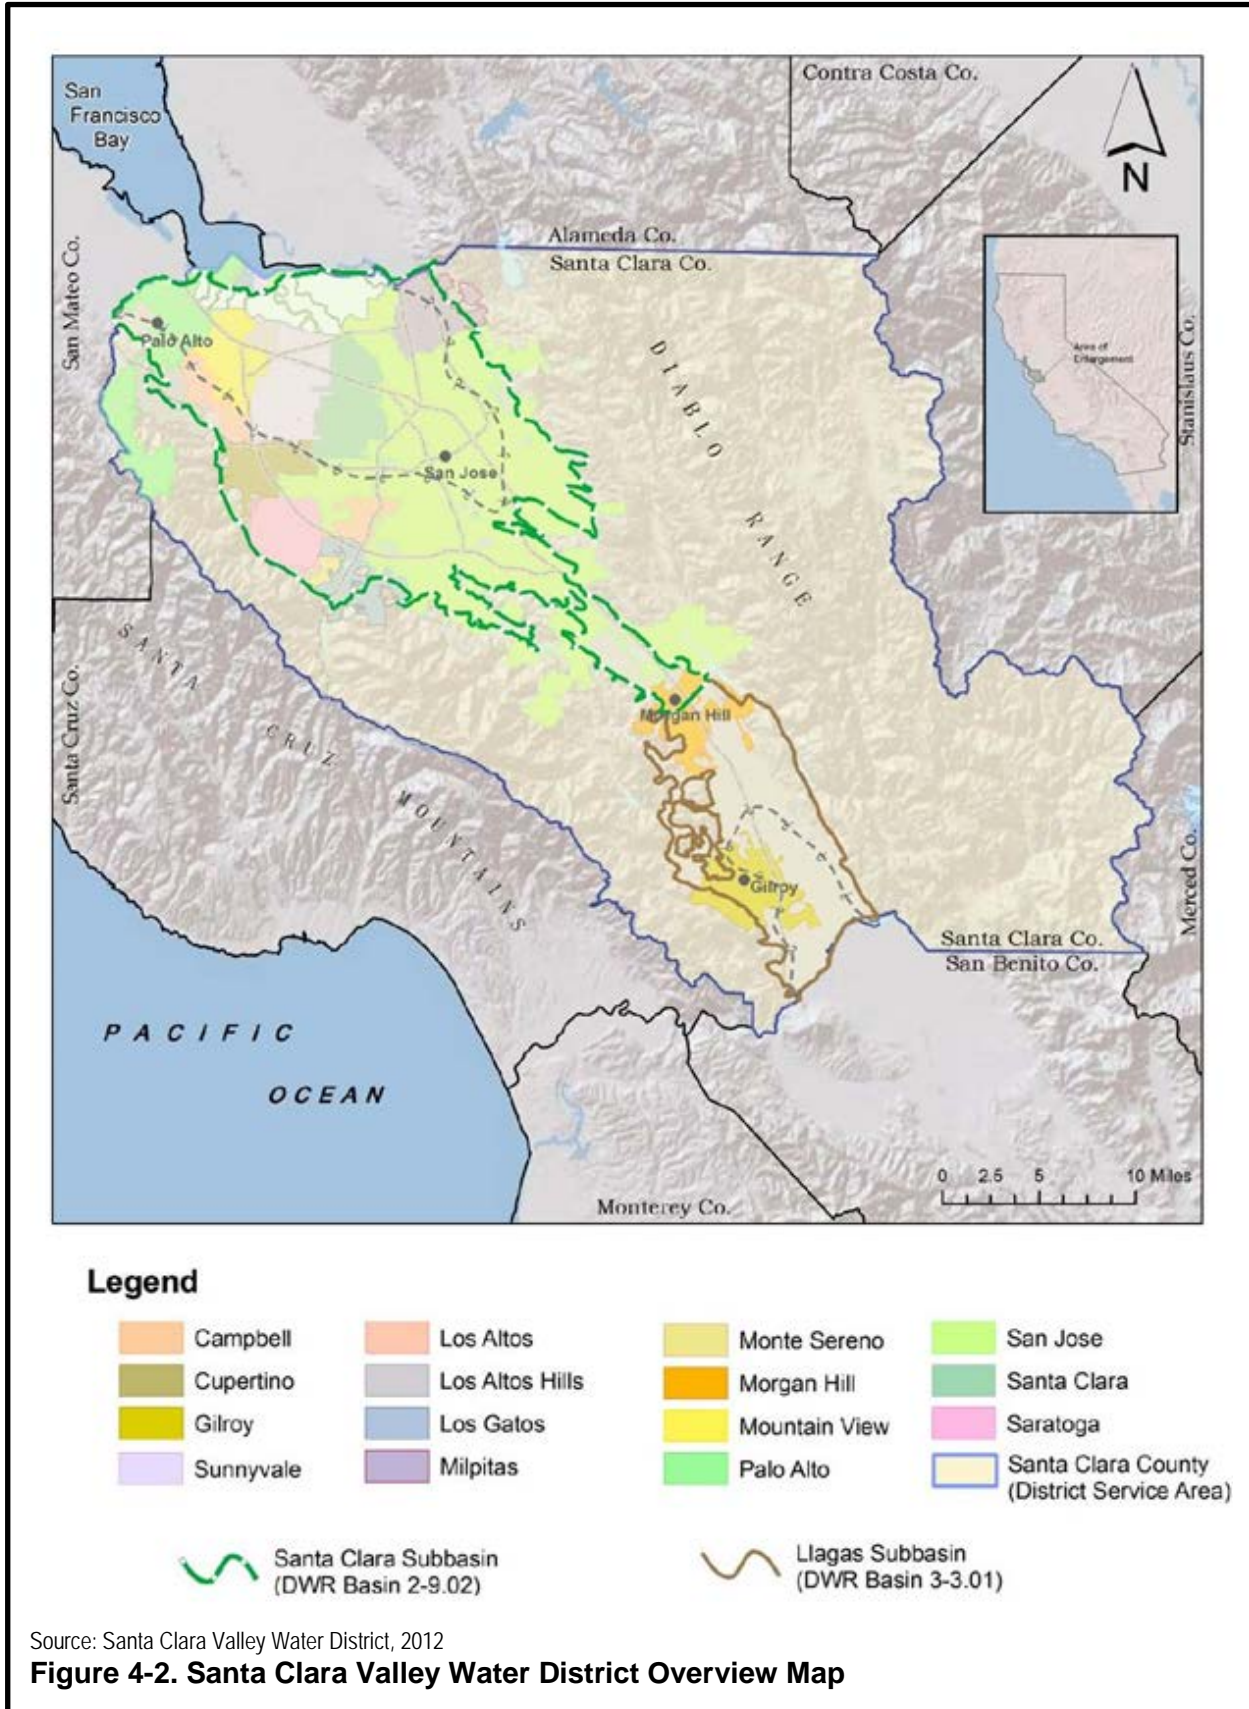 San
Francisco
Bay
Contra Costa Co.
N
Alameda Co.
Santa Clara Co.
San Mateo Co.
Palo Alto
Area of
Enlargement
Stanislaus Co.
DIABLO
RANGE
San Jose
SANTA
CRUZ
MOUNTAINS
Santa Cruz Co.
Morgan Hill
Gilroy
Merced Co.
Santa Clara Co.
San Benito Co.
PACIFIC
OCEAN
0 2.5 5 10 Miles
Monterey Co.
Legend
Campbell
Cupertino
Gilroy
Sunnyvale
Los Altos
Los Altos Hills
Los Gatos
Milpitas
Monte Sereno
Morgan Hill
Mountain View
Palo Alto
San Jose
Santa Clara
Saratoga
Santa Clara County
(District Service Area)
Santa Clara Subbasin
(DWR Basin 2-9.02)
Llagas Subbasin
(DWR Basin 3-3.01)
Source: Santa Clara Valley Water District, 2012
Figure 4-2. Santa Clara Valley Water District Overview Map